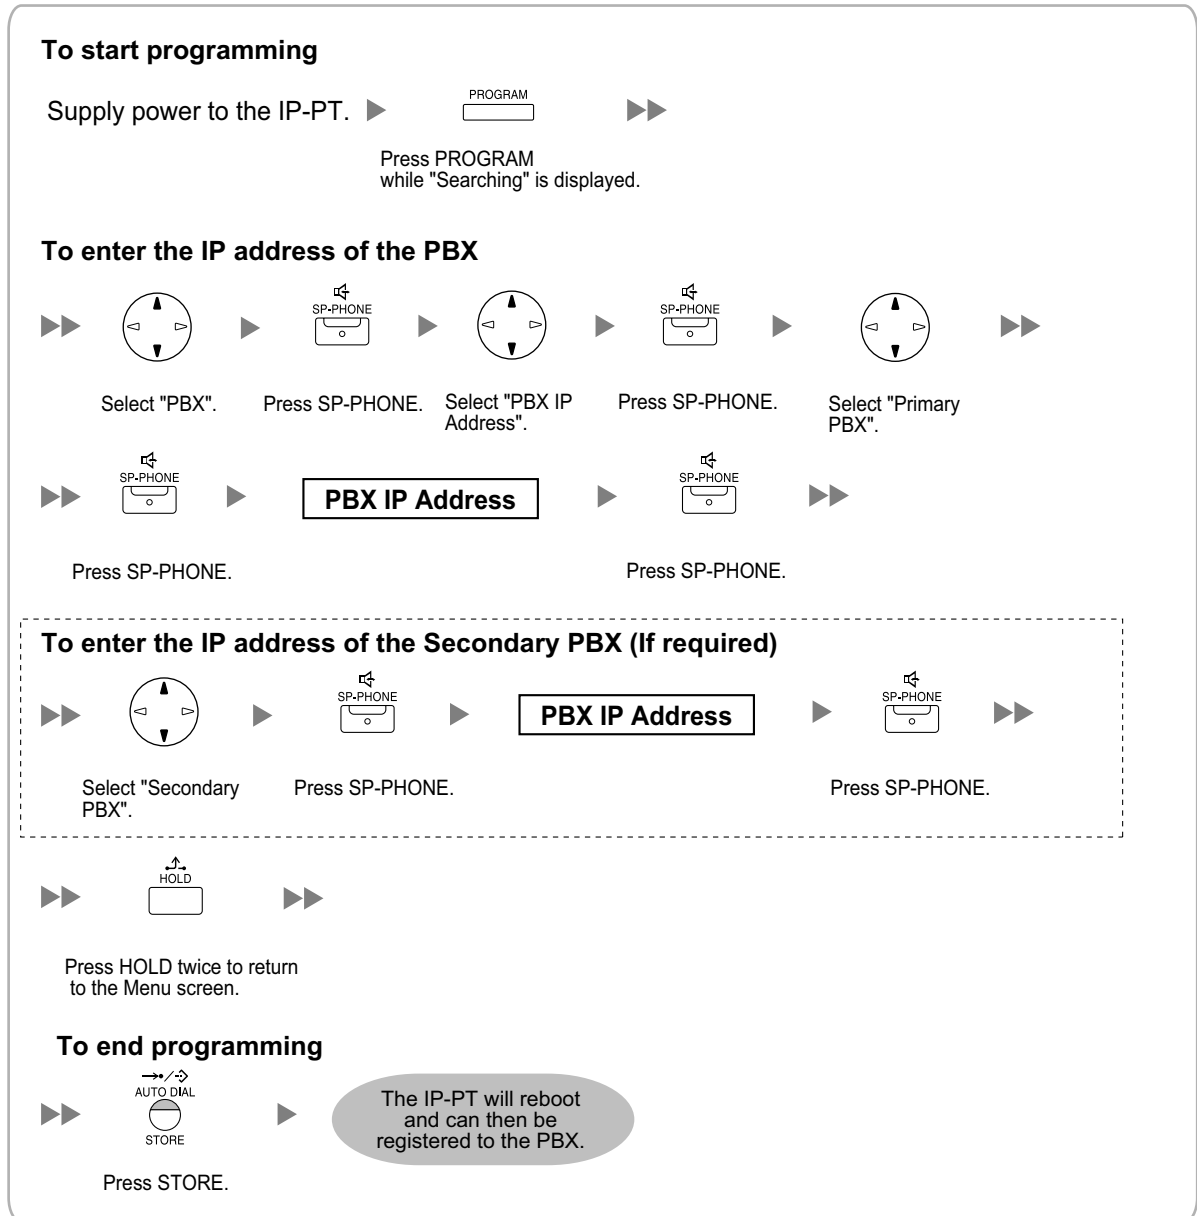 To start programming
Supply power to the IP-PT.
PROGRAM
Press PROGRAM
while "Searching" is displayed.
To enter the IP address of the PBX
SP-PHONE
SP-PHONE
Select "PBX".
Press SP-PHONE.
Select "PBX IP
Address".
Press SP-PHONE.
Select "Primary
PBX".
SP-PHONE
PBX IP Address
SP-PHONE
Press SP-PHONE.
Press SP-PHONE.
To enter the IP address of the Secondary PBX (If required)
SP-PHONE
PBX IP Address
SP-PHONE
Select "Secondary
PBX".
Press SP-PHONE.
Press SP-PHONE.
HOLD
Press HOLD twice to return
to the Menu screen.
To end programming
AUTO DIAL
STORE
The IP-PT will reboot
and can then be
registered to the PBX.
Press STORE.